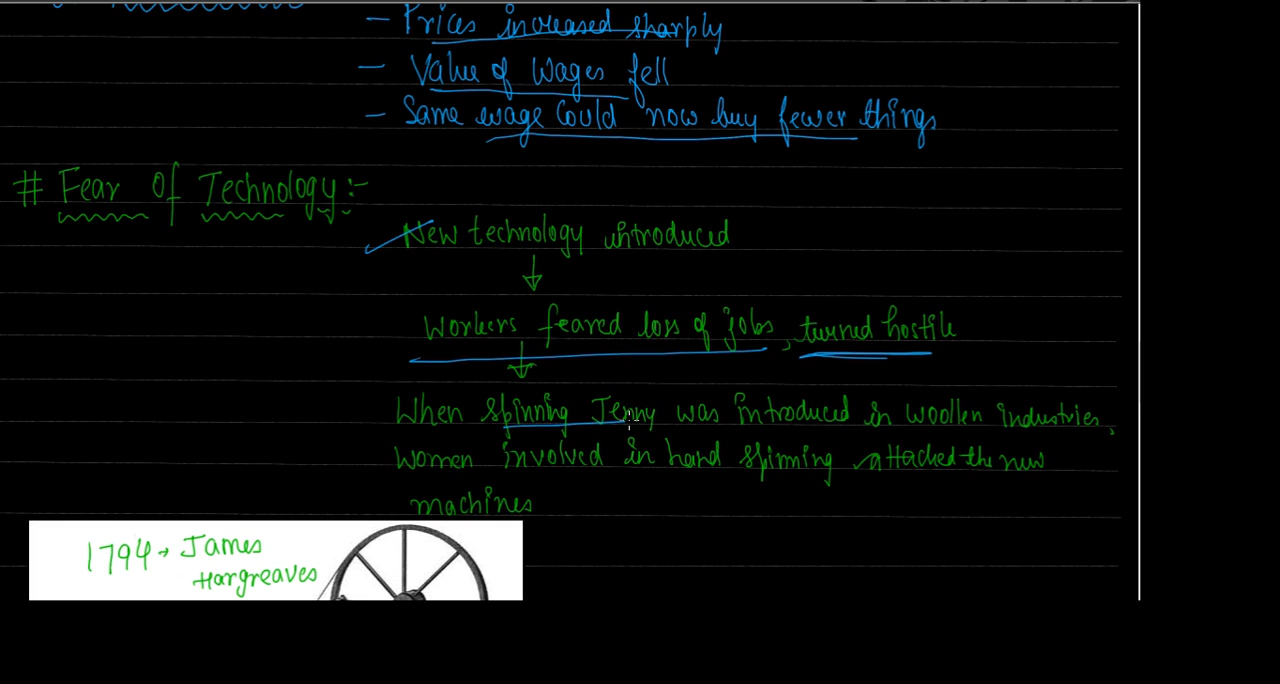 – Prices increased sharply
– Value of Wages fell
– Same wage could now buy fewer things
# Fear Of Technology:-
New technology introduced
↓
Workers feared loss of jobs, turned hostile
↓
When spinning Jenny was introduced in woollen industries,
Women involved in hand spinning attacked the new
machines
1794→ James
Hargreaves